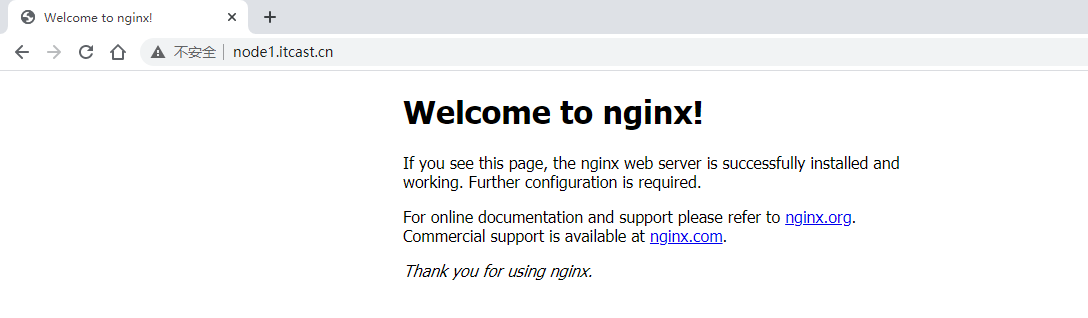 Welcome to nginx!
不安全 node1.itcast.cn
Welcome to nginx!
If you see this page, the nginx web server is successfully installed and
working. Further configuration is required.
For online documentation and support please refer to nginx.org.
Commercial support is available at nginx.com.
Thank you for using nginx.